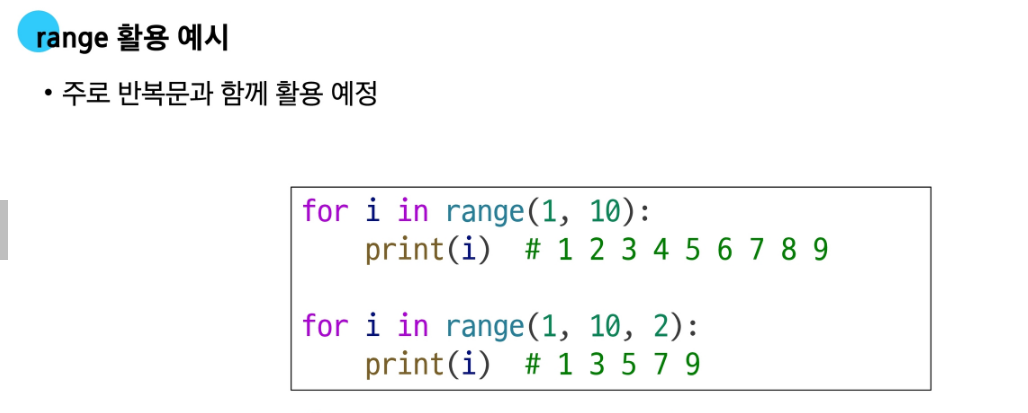 range 활용 예시
• 주로 반복문과 함께 활용 예정
for i in range(1, 10):
    print(i)  # 1 2 3 4 5 6 7 8 9
for i in range(1, 10, 2):
    print(i)  # 1 3 5 7 9